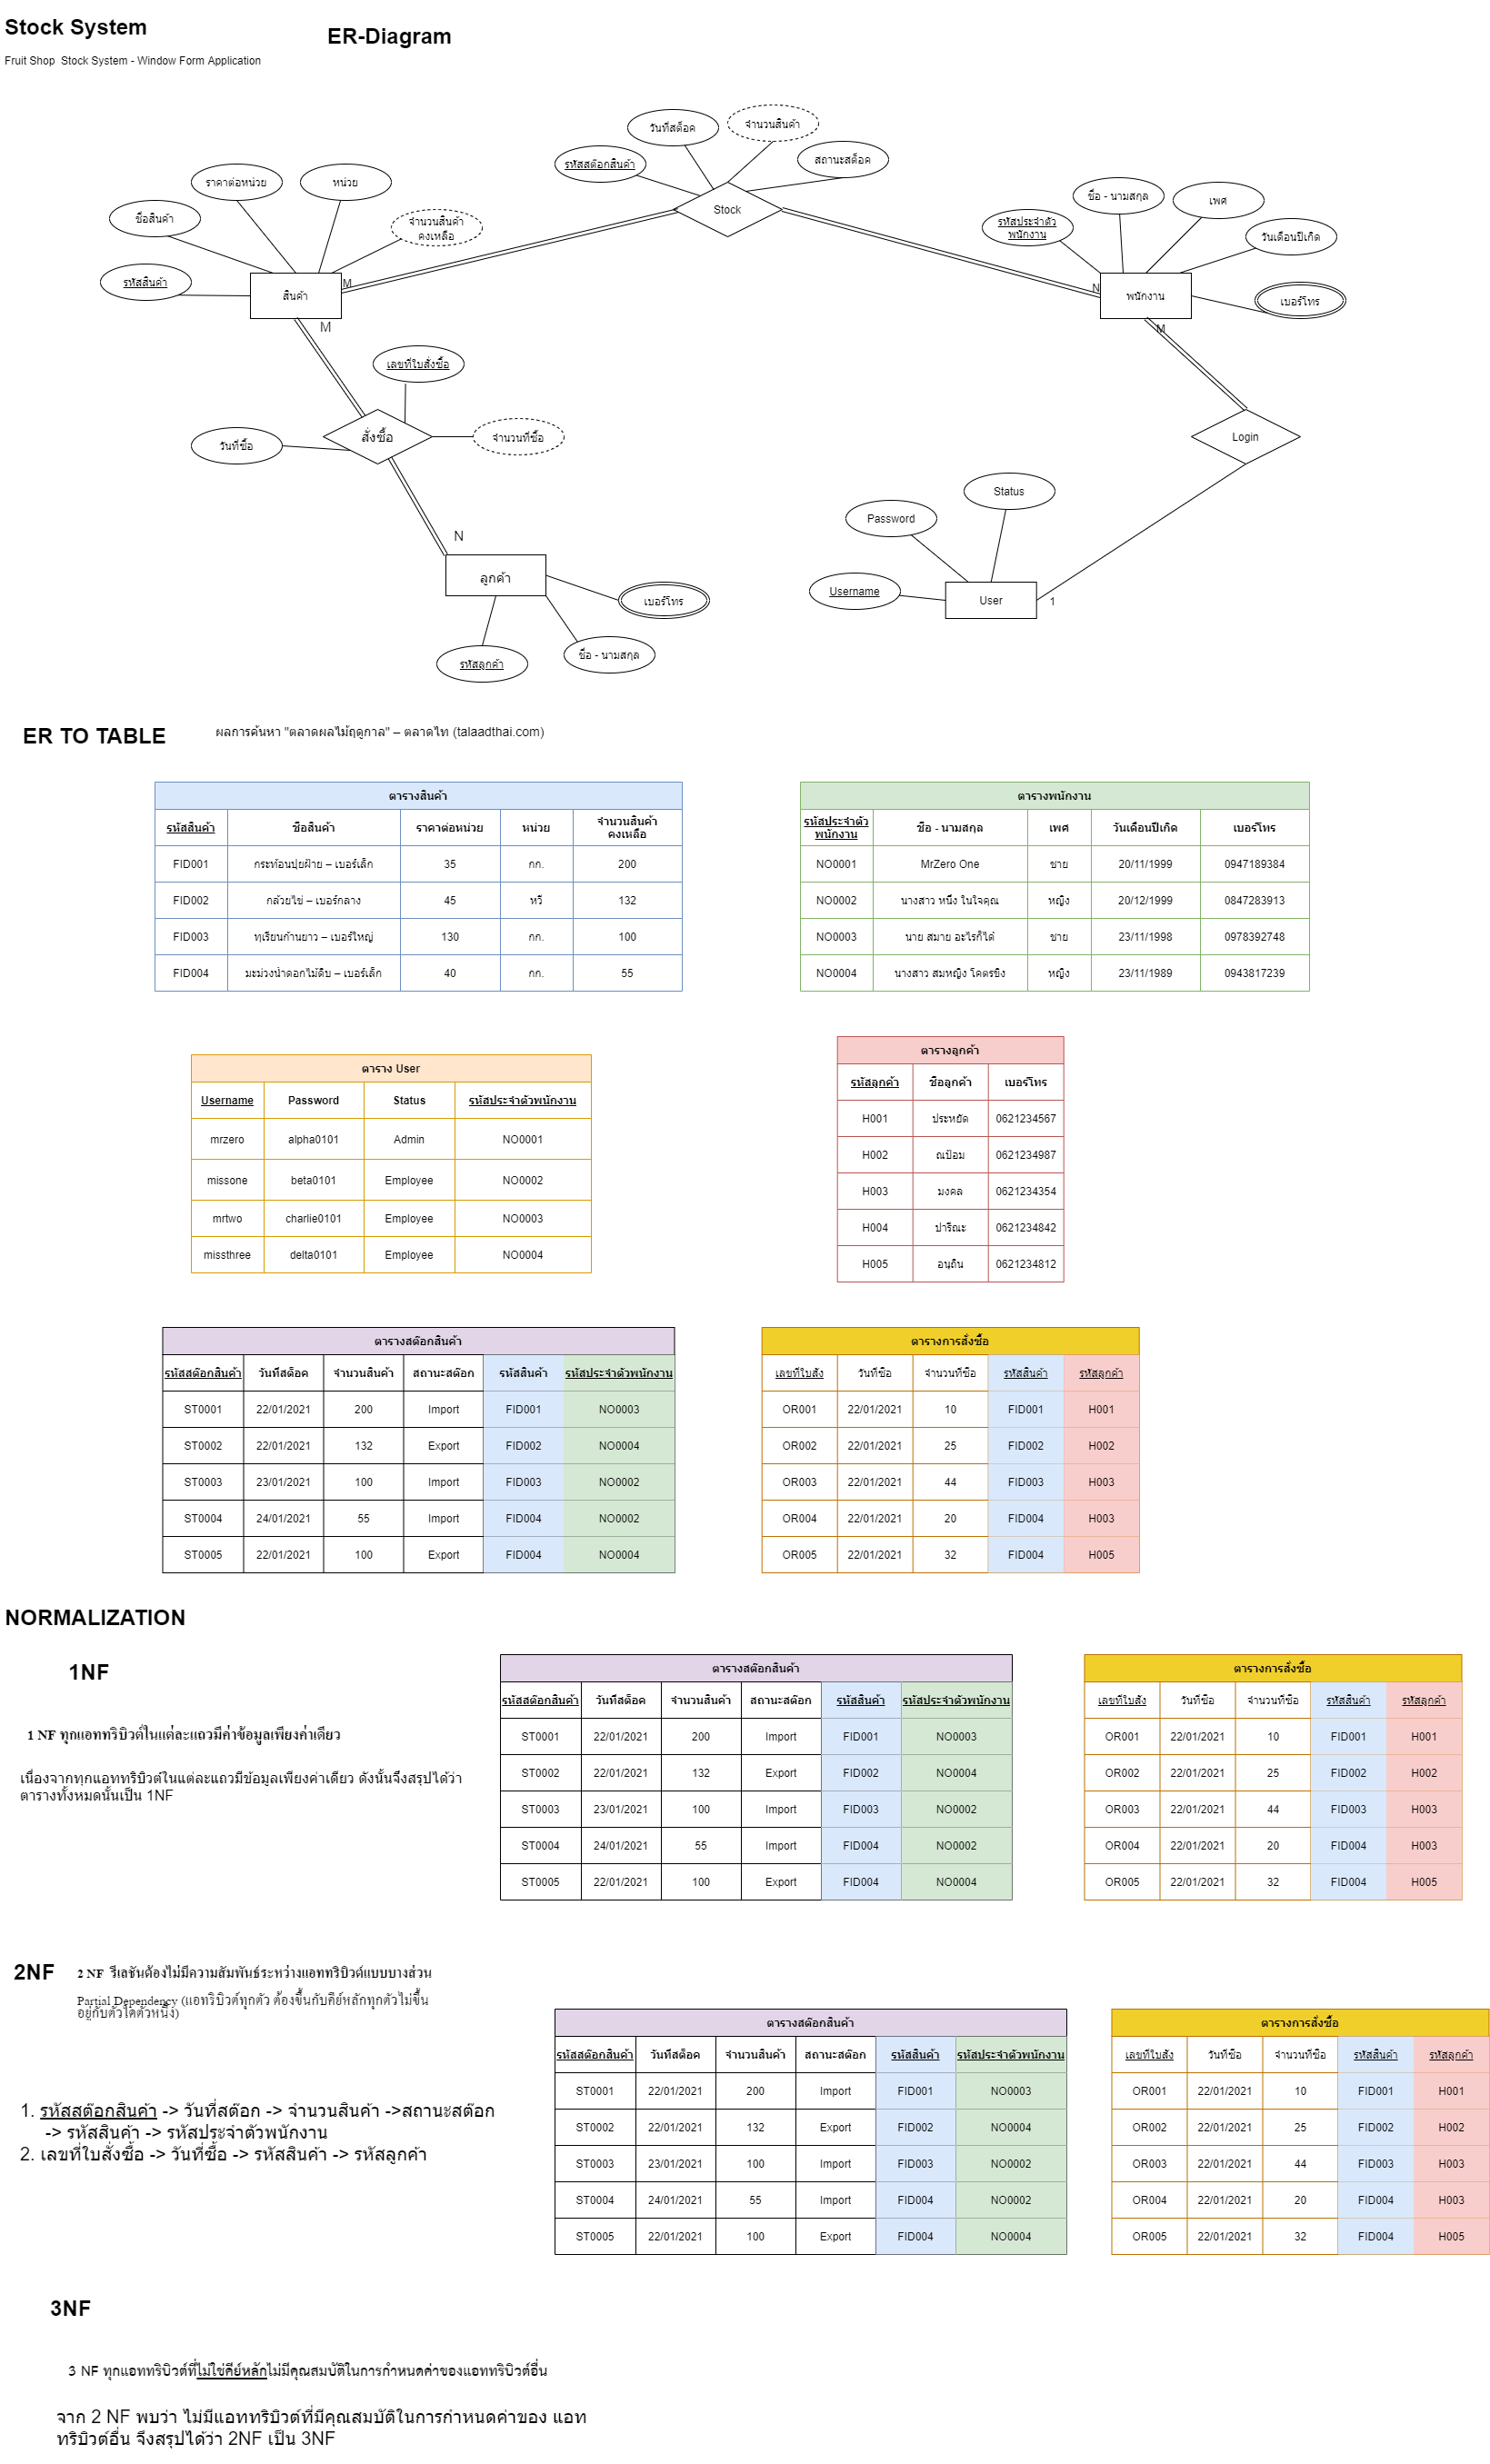 Stock System
ER-Diagram
Fruit Shop  Stock System - Window Form Application
วันที่สต็อค
จำนวนสินค้า
รหัสสต๊อกสินค้า
สถานะสต็อค
Stock
ราคาต่อหน่วย
หน่วย
ชื่อสินค้า
จำนวนสินค้า
คงเหลือ
รหัสสินค้า
สินค้า
M
M
ชื่อ - นามสกุล
เพศ
รหัสประจำตัว
พนักงาน
วันเดือนปีเกิด
เบอร์โทร
พนักงาน
N
M
เลขที่ใบสั่งซื้อ
วันที่ซื้อ
สั่งซื้อ
จำนวนที่ซื้อ
N
ลูกค้า
เบอร์โทร
ชื่อ - นามสกุล
รหัสลูกค้า
Login
Status
Password
Username
User
1
ER TO TABLE
ผลการค้นหา "ตลาดผลไม้ฤดูกาล" – ตลาดไท (talaadthai.com)
ตารางสินค้า
รหัสสินค้า ชื่อสินค้า ราคาต่อหน่วย หน่วย จำนวนสินค้า
คงเหลือ
FID001 กระท้อนปุยฝ้าย – เบอร์เล็ก 35 กก. 200
FID002 กล้วยไข่ – เบอร์กลาง 45 หวี 132
FID003 ทุเรียนก้านยาว – เบอร์ใหญ่ 130 กก. 100
FID004 มะม่วงน้ำดอกไม้ดิบ – เบอร์เล็ก 40 กก. 55
ตารางพนักงาน
รหัสประจำตัว
พนักงาน ชื่อ - นามสกุล เพศ วันเดือนปีเกิด เบอร์โทร
NO0001 MrZero One ชาย 20/11/1999 0947189384
NO0002 นางสาว หนึ่ง ในใจคุณ หญิง 20/12/1999 0847283913
NO0003 นาย สมาย อะไรก็ได้ ชาย 23/11/1998 0978392748
NO0004 นางสาว สมหญิง โคตรขิง หญิง 23/11/1989 0943817239
ตาราง User
Username Password Status รหัสประจำตัวพนักงาน
mrzero alpha0101 Admin NO0001
missone beta0101 Employee NO0002
mrtwo charlie0101 Employee NO0003
missthree delta0101 Employee NO0004
ตารางลูกค้า
รหัสลูกค้า ชื่อลูกค้า เบอร์โทร
H001 ประหยัด 0621234567
H002 ณป้อม 0621234987
H003 มงคล 0621234354
H004 ปารีณะ 0621234842
H005 อนุถิน 0621234812
ตารางสต๊อกสินค้า
รหัสสต๊อกสินค้า วันที่สต็อค จำนวนสินค้า สถานะสต๊อก รหัสสินค้า รหัสประจำตัวพนักงาน
ST0001 22/01/2021 200 Import FID001 NO0003
ST0002 22/01/2021 132 Export FID002 NO0004
ST0003 23/01/2021 100 Import FID003 NO0002
ST0004 24/01/2021 55 Import FID004 NO0002
ST0005 22/01/2021 100 Export FID004 NO0004
ตารางการสั่งซื้อ
เลขที่ใบสั่ง วันที่ซื้อ จำนวนที่ซื้อ รหัสสินค้า รหัสลูกค้า
OR001 22/01/2021 10 FID001 H001
OR002 22/01/2021 25 FID002 H002
OR003 22/01/2021 44 FID003 H003
OR004 22/01/2021 20 FID004 H003
OR005 22/01/2021 32 FID004 H005
NORMALIZATION
1NF
1 NF ทุกแอททริบิวต์ในแต่ละแถวมีค่าข้อมูลเพียงค่าเดียว
เนื่องจากทุกแอททริบิวต์ในแต่ละแถวมีข้อมูลเพียงค่าเดียว ดังนั้นจึงสรุปได้ว่า
ตารางทั้งหมดนั้นเป็น 1NF
ตารางสต๊อกสินค้า
รหัสสต๊อกสินค้า วันที่สต็อค จำนวนสินค้า สถานะสต๊อก รหัสสินค้า รหัสประจำตัวพนักงาน
ST0001 22/01/2021 200 Import FID001 NO0003
ST0002 22/01/2021 132 Export FID002 NO0004
ST0003 23/01/2021 100 Import FID003 NO0002
ST0004 24/01/2021 55 Import FID004 NO0002
ST0005 22/01/2021 100 Export FID004 NO0004
ตารางการสั่งซื้อ
เลขที่ใบสั่ง วันที่ซื้อ จำนวนที่ซื้อ รหัสสินค้า รหัสลูกค้า
OR001 22/01/2021 10 FID001 H001
OR002 22/01/2021 25 FID002 H002
OR003 22/01/2021 44 FID003 H003
OR004 22/01/2021 20 FID004 H003
OR005 22/01/2021 32 FID004 H005
2NF
2 NF  รีเลชันต้องไม่มีความสัมพันธ์ระหว่างแอททริบิวต์แบบบางส่วน
Partial Dependency (แอทริบิวต์ทุกตัว ต้องขึ้นกับคีย์หลักทุกตัวไม่ขึ้น
อยู่กับตัวใดตัวหนึ่ง)
1. รหัสสต๊อกสินค้า -> วันที่สต๊อก -> จำนวนสินค้า ->สถานะสต๊อก
-> รหัสสินค้า -> รหัสประจำตัวพนักงาน
2. เลขที่ใบสั่งซื้อ -> วันที่ซื้อ -> รหัสสินค้า -> รหัสลูกค้า
ตารางสต๊อกสินค้า
รหัสสต๊อกสินค้า วันที่สต็อค จำนวนสินค้า สถานะสต๊อก รหัสสินค้า รหัสประจำตัวพนักงาน
ST0001 22/01/2021 200 Import FID001 NO0003
ST0002 22/01/2021 132 Export FID002 NO0004
ST0003 23/01/2021 100 Import FID003 NO0002
ST0004 24/01/2021 55 Import FID004 NO0002
ST0005 22/01/2021 100 Export FID004 NO0004
ตารางการสั่งซื้อ
เลขที่ใบสั่ง วันที่ซื้อ จำนวนที่ซื้อ รหัสสินค้า รหัสลูกค้า
OR001 22/01/2021 10 FID001 H001
OR002 22/01/2021 25 FID002 H002
OR003 22/01/2021 44 FID003 H003
OR004 22/01/2021 20 FID004 H003
OR005 22/01/2021 32 FID004 H005
3NF
3 NF ทุกแอททริบิวต์ที่ไม่ใช่คีย์หลักไม่มีคุณสมบัติในการกำหนดค่าของแอททริบิวต์อื่น
จาก 2 NF พบว่า ไม่มีแอททริบิวต์ที่มีคุณสมบัติในการกำหนดค่าของ แอท
ทริบิวต์อื่น จึงสรุปได้ว่า 2NF เป็น 3NF